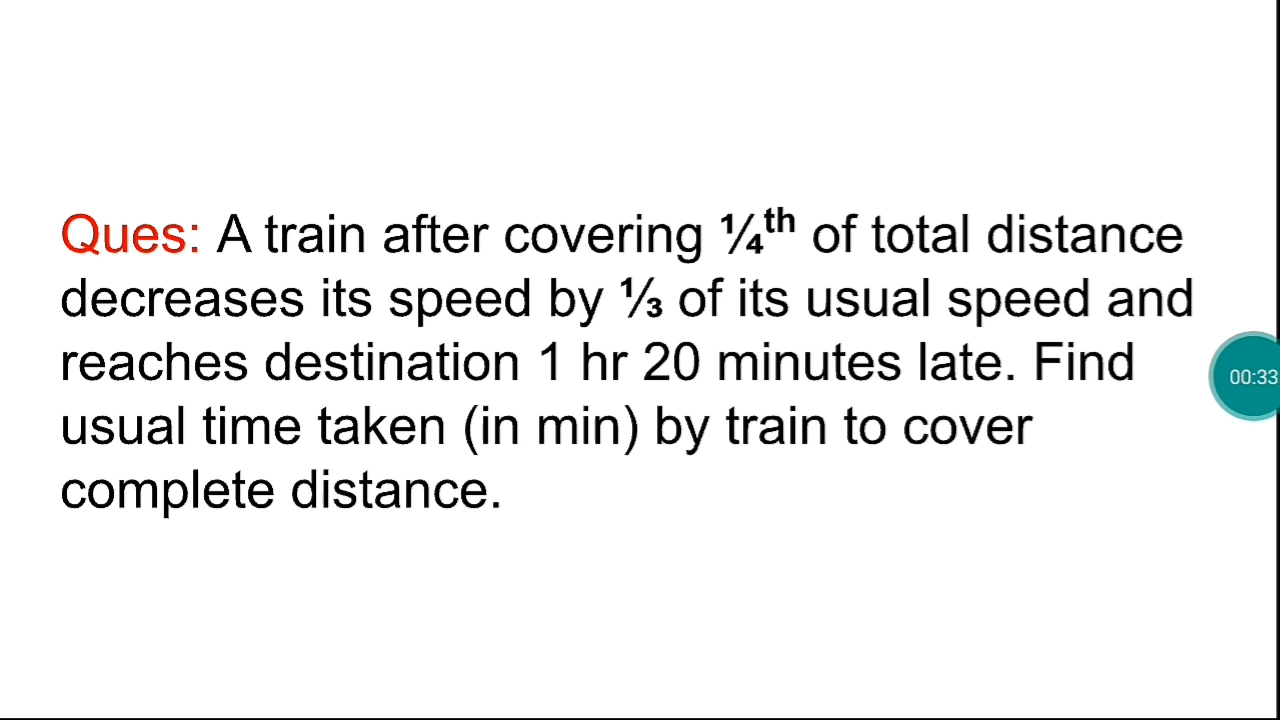 Ques: A train after covering ¼ᵗʰ of total distance
decreases its speed by ⅓ of its usual speed and
reaches destination 1 hr 20 minutes late. Find
usual time taken (in min) by train to cover
complete distance.
00:33